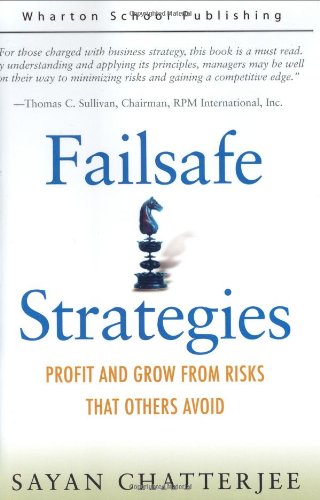 Wharton Sc Publishing
For those charged with business strategy, this book is a must read.
y understanding and applying its principles, managers may be well
n their way to minimizing risks and gaining a competitive edge."
—Thomas C. Sullivan, Chairman, RPM International, Inc.
Failsafe
Strategies
PROFIT AND GROW FROM RISKS
THAT OTHERS AVOID
SAYAN CHATTERJEE